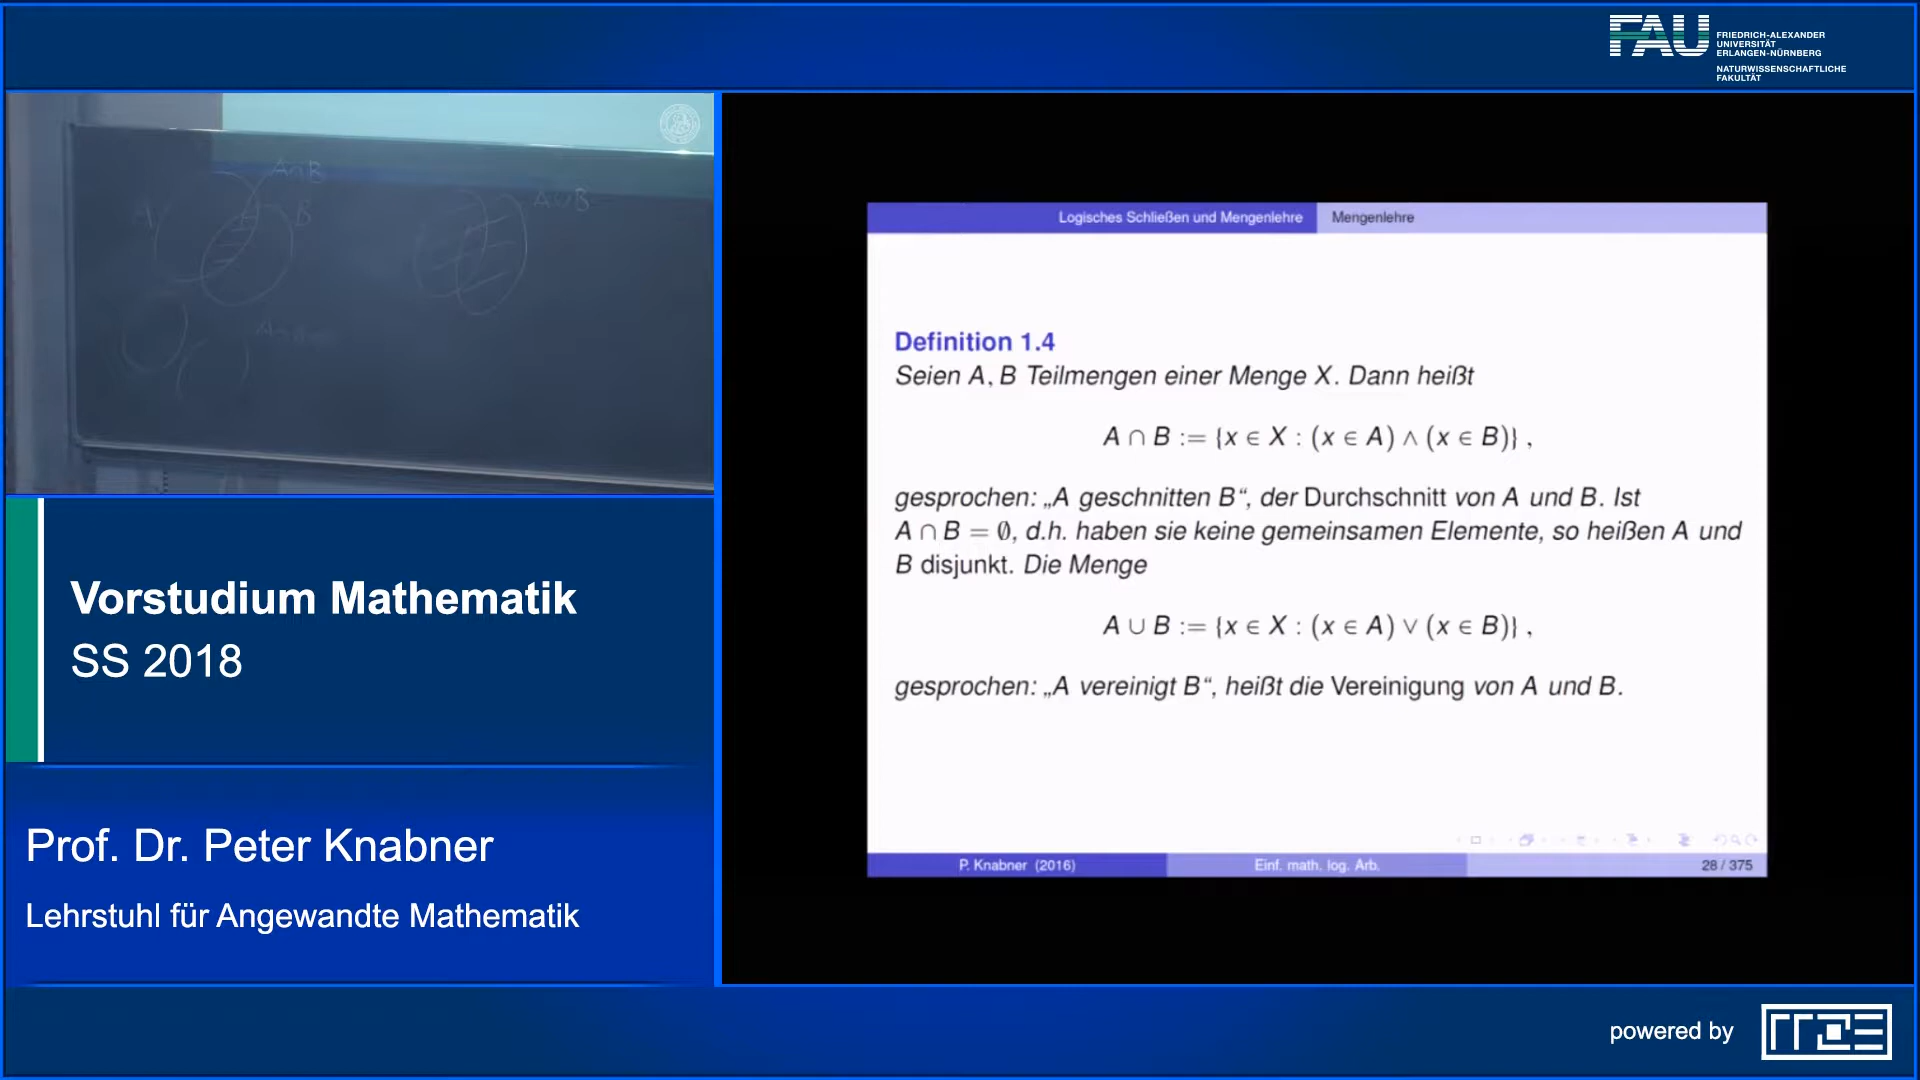 FAU
FRIEDRICH-ALEXANDER
UNIVERSITÄT
ERLANGEN-NÜRNBERG
NATURWISSENSCHAFTLICHE
FAKULTÄT
A∩B
A
B
A∪B
Vorstudium Mathematik
SS 2018
Prof. Dr. Peter Knabner
Lehrstuhl für Angewandte Mathematik
Logisches Schließen und Mengenlehre
Mengenlehre
Definition 1.4
Seien A, B Teilmengen einer Menge X. Dann heißt
A ∩ B := {x ∈ X : (x ∈ A) ∧ (x ∈ B)} ,
gesprochen: „A geschnitten B“, der Durchschnitt von A und B. Ist
A ∩ B = ∅, d.h. haben sie keine gemeinsamen Elemente, so heißen A und
B disjunkt. Die Menge
A ∪ B := {x ∈ X : (x ∈ A) ∨ (x ∈ B)} ,
gesprochen: „A vereinigt B“, heißt die Vereinigung von A und B.
P. Knabner (2016)
Einf. math. log. Arb.
28 / 375
powered by
rrze